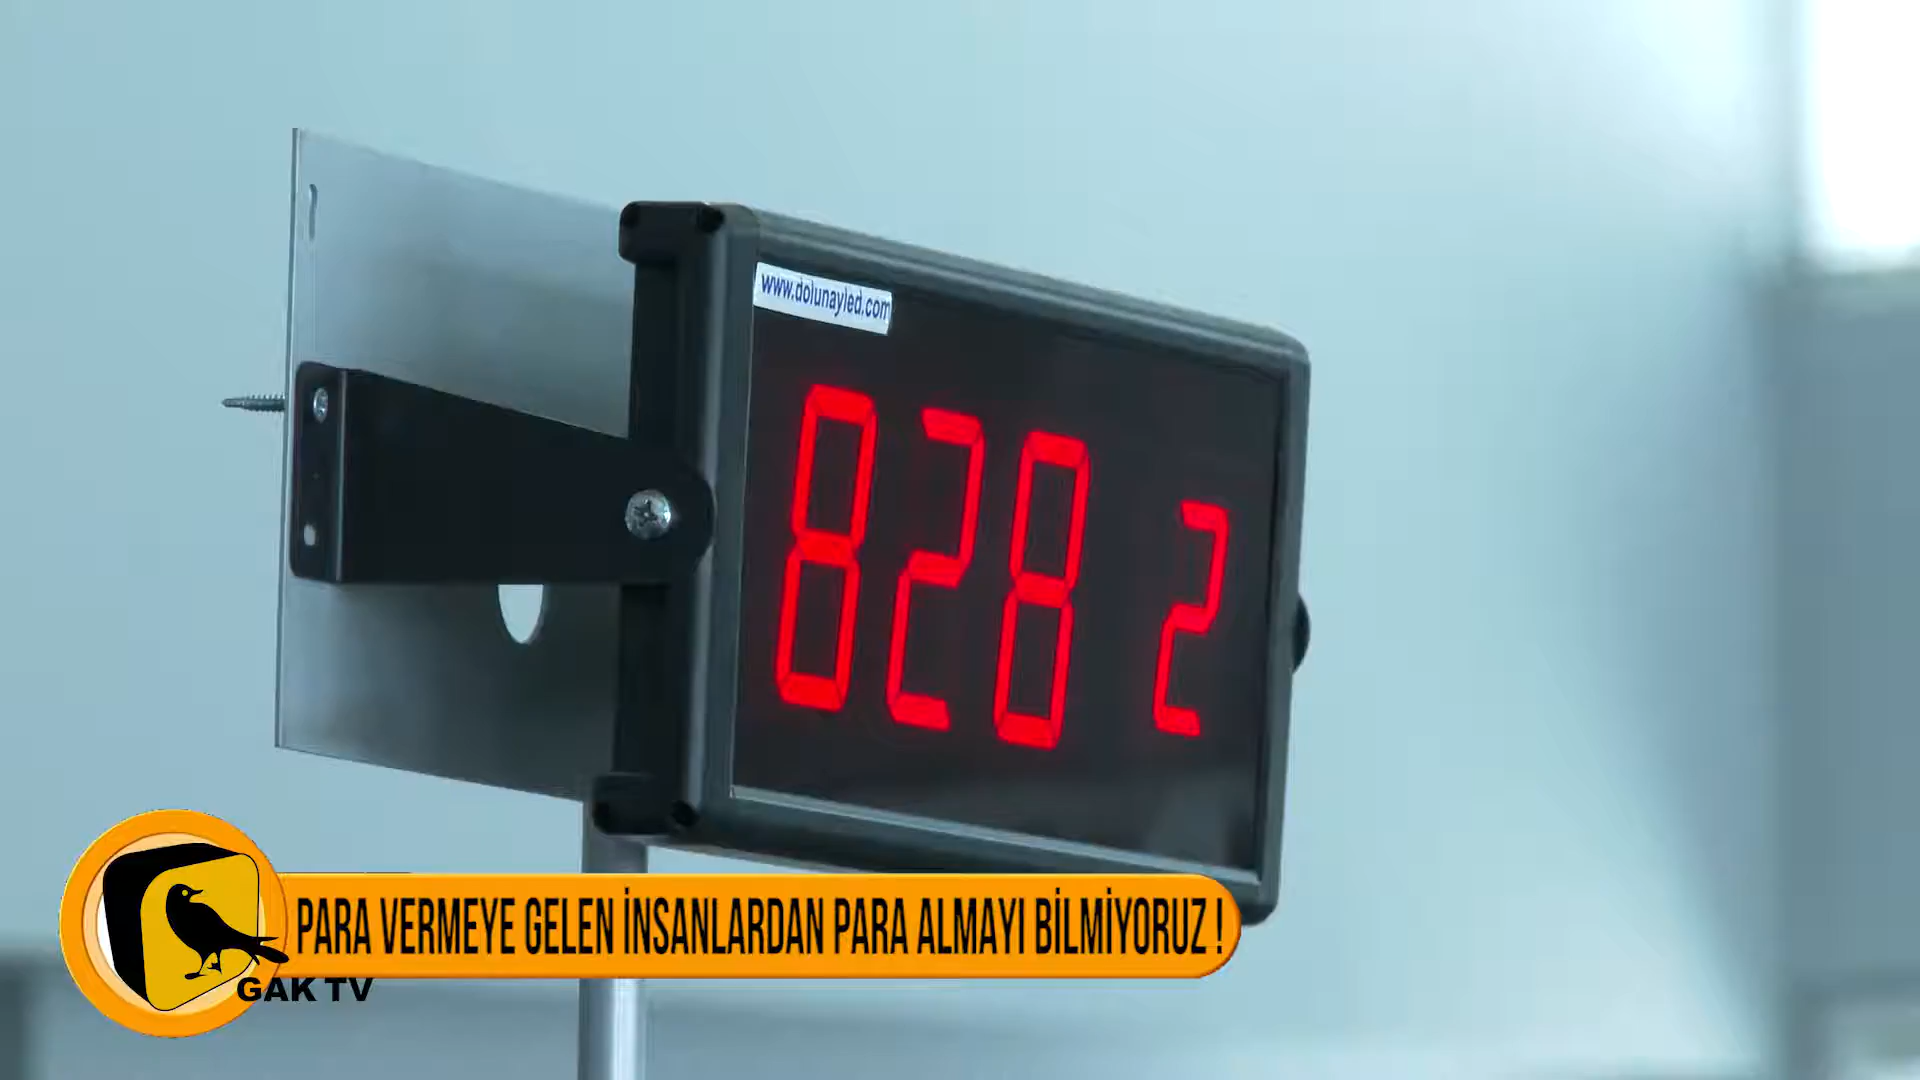 www.dolunayled.com
828 2
PARA VERMEYE GELEN İNSANLARDAN PARA ALMAYI BİLMİYORUZ !
GAK TV